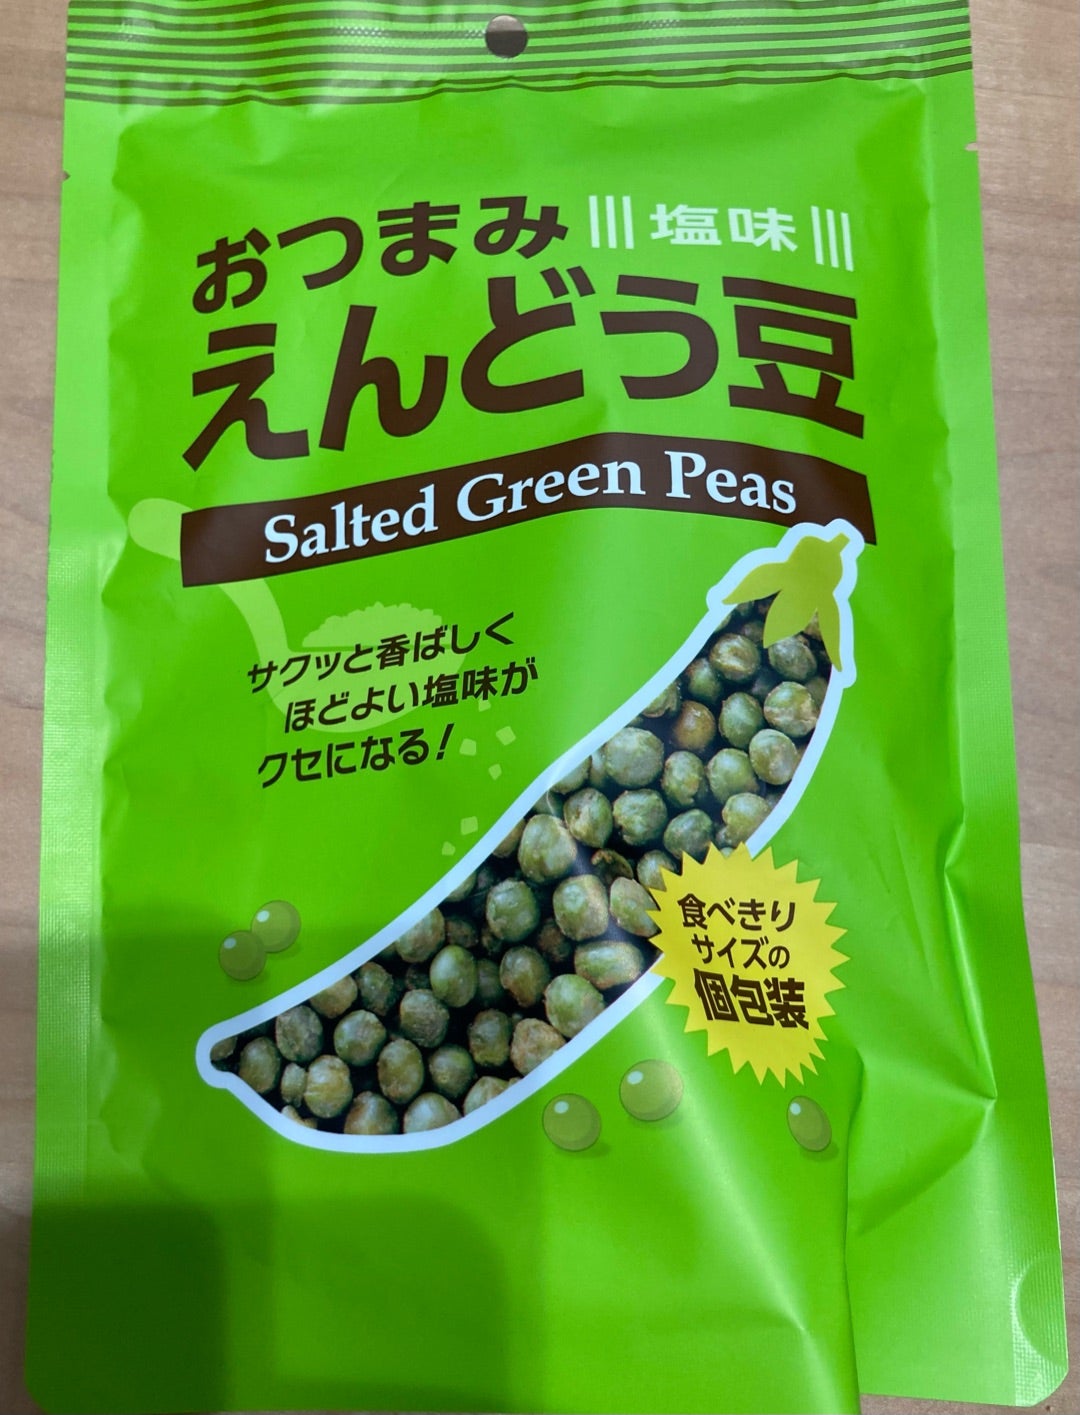 おつまみ 塩味
えんどう豆
Salted Green Peas
サクッと香ばしく
ほどよい塩味が
クセになる!
食べきり
サイズの
個包装